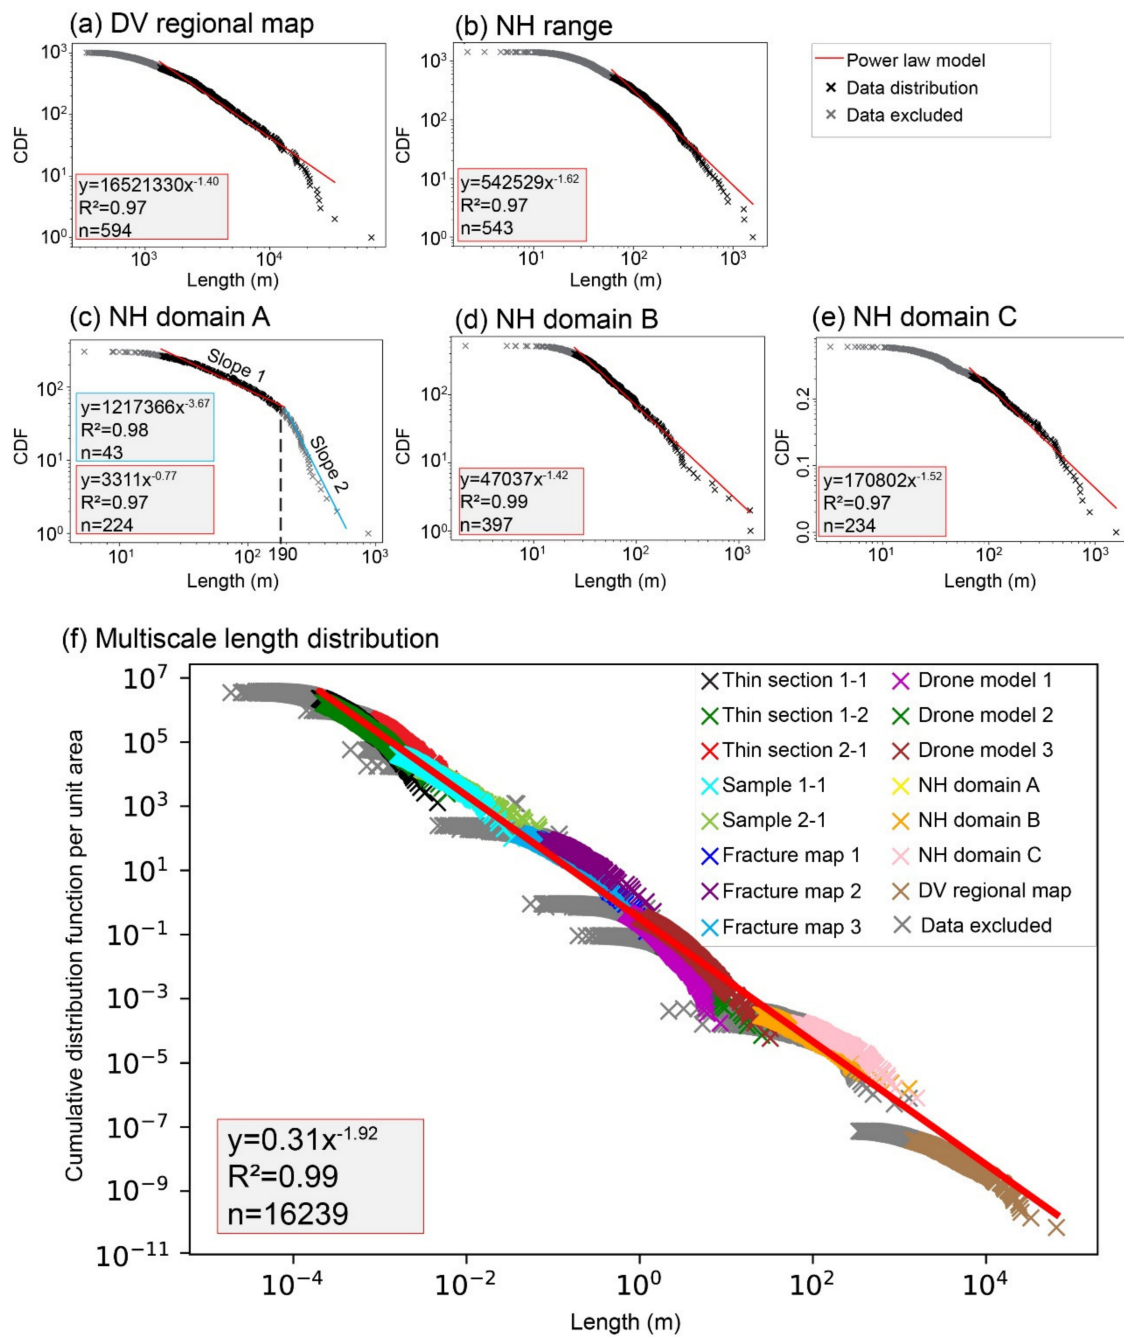 (a) DV regional map
CDF
10³
10²
10¹
10⁰
y=16521330x⁻¹·⁴⁰
R²=0.97
n=594
10³
10⁴
Length (m)
(b) NH range
CDF
10³
10²
10¹
10⁰
y=542529x⁻¹·⁶²
R²=0.97
n=543
10¹
10²
10³
Length (m)
Power law model
Data distribution
Data excluded
(c) NH domain A
CDF
10²
10¹
10⁰
Slope 1
Slope 2
y=1217366x⁻³·⁶⁷
R²=0.98
n=43
y=3311x⁻⁰·⁷⁷
R²=0.97
n=224
10¹
10²
190
10³
Length (m)
(d) NH domain B
CDF
10²
10¹
10⁰
y=47037x⁻¹·⁴²
R²=0.99
n=397
10¹
10²
10³
Length (m)
(e) NH domain C
CDF
0.2
0.1
0.0
y=170802x⁻¹·⁵²
R²=0.97
n=234
10¹
10²
10³
Length (m)
(f) Multiscale length distribution
Cumulative distribution function per unit area
10⁷
10⁵
10³
10¹
10⁻¹
10⁻³
10⁻⁵
10⁻⁷
10⁻⁹
10⁻¹¹
Thin section 1-1
Thin section 1-2
Thin section 2-1
Sample 1-1
Sample 2-1
Fracture map 1
Fracture map 2
Fracture map 3
Drone model 1
Drone model 2
Drone model 3
NH domain A
NH domain B
NH domain C
DV regional map
Data excluded
y=0.31x⁻¹·⁹²
R²=0.99
n=16239
10⁻⁴
10⁻²
10⁰
10²
10⁴
Length (m)